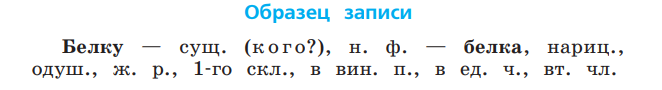 Образец записи
Белку — сущ. (кого?), н. ф. — белка, нариц.,
одуш., ж. р., 1-го скл., в вин. п., в ед. ч., вт. чл.